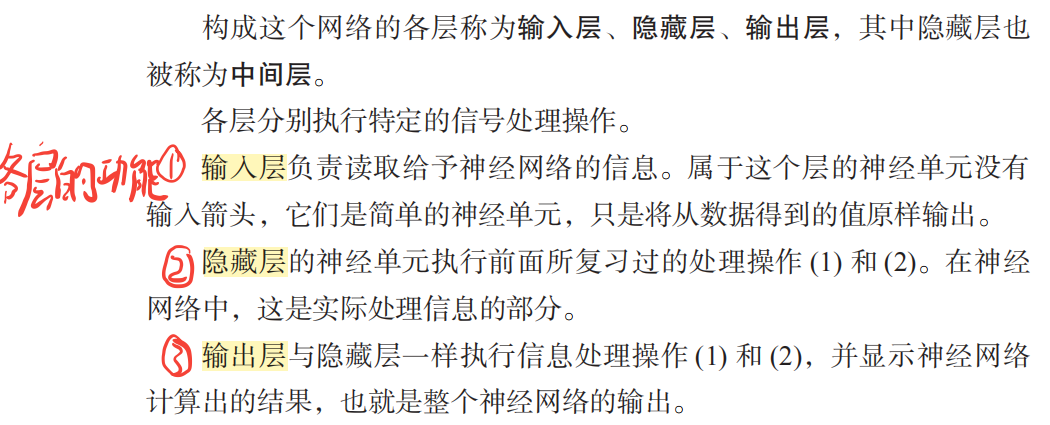 构成这个网络的各层称为输入层、隐藏层、输出层，其中隐藏层也
被称为中间层。
各层分别执行特定的信号处理操作。
各层的功能① 输入层负责读取给予神经网络的信息。属于这个层的神经单元没有
输入箭头，它们是简单的神经单元，只是将从数据得到的值原样输出。
② 隐藏层的神经单元执行前面所复习过的处理操作 (1) 和 (2)。在神经
网络中，这是实际处理信息的部分。
③ 输出层与隐藏层一样执行信息处理操作 (1) 和 (2)，并显示神经网络
计算出的结果，也就是整个神经网络的输出。